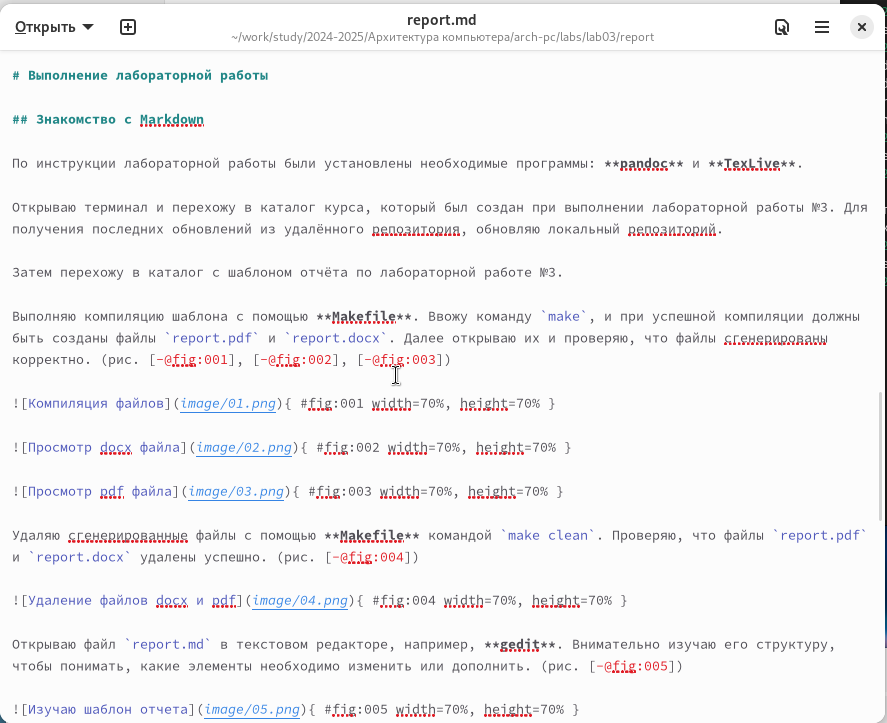 Открыть
report.md
~/work/study/2024-2025/Архитектура компьютера/arch-pc/labs/lab03/report
# Выполнение лабораторной работы
## Знакомство с Markdown
По инструкции лабораторной работы были установлены необходимые программы: **pandoc** и **TexLive**.
Открываю терминал и перехожу в каталог курса, который был создан при выполнении лабораторной работы №3. Для
получения последних обновлений из удалённого репозитория, обновляю локальный репозиторий.
Затем перехожу в каталог с шаблоном отчёта по лабораторной работе №3.
Выполняю компиляцию шаблона с помощью **Makefile**. Ввожу команду `make`, и при успешной компиляции должны
быть созданы файлы `report.pdf` и `report.docx`. Далее открываю их и проверяю, что файлы сгенерированы
корректно. (рис. [-@fig:001], [-@fig:002], [-@fig:003])
![Компиляция файлов](image/01.png){ #fig:001 width=70%, height=70% }
![Просмотр docx файла](image/02.png){ #fig:002 width=70%, height=70% }
![Просмотр pdf файла](image/03.png){ #fig:003 width=70%, height=70% }
Удаляю сгенерированные файлы с помощью **Makefile** командой `make clean`. Проверяю, что файлы `report.pdf`
и `report.docx` удалены успешно. (рис. [-@fig:004])
![Удаление файлов docx и pdf](image/04.png){ #fig:004 width=70%, height=70% }
Открываю файл `report.md` в текстовом редакторе, например, **gedit**. Внимательно изучаю его структуру,
чтобы понимать, какие элементы необходимо изменить или дополнить. (рис. [-@fig:005])
![Изучаю шаблон отчета](image/05.png){ #fig:005 width=70%, height=70% }